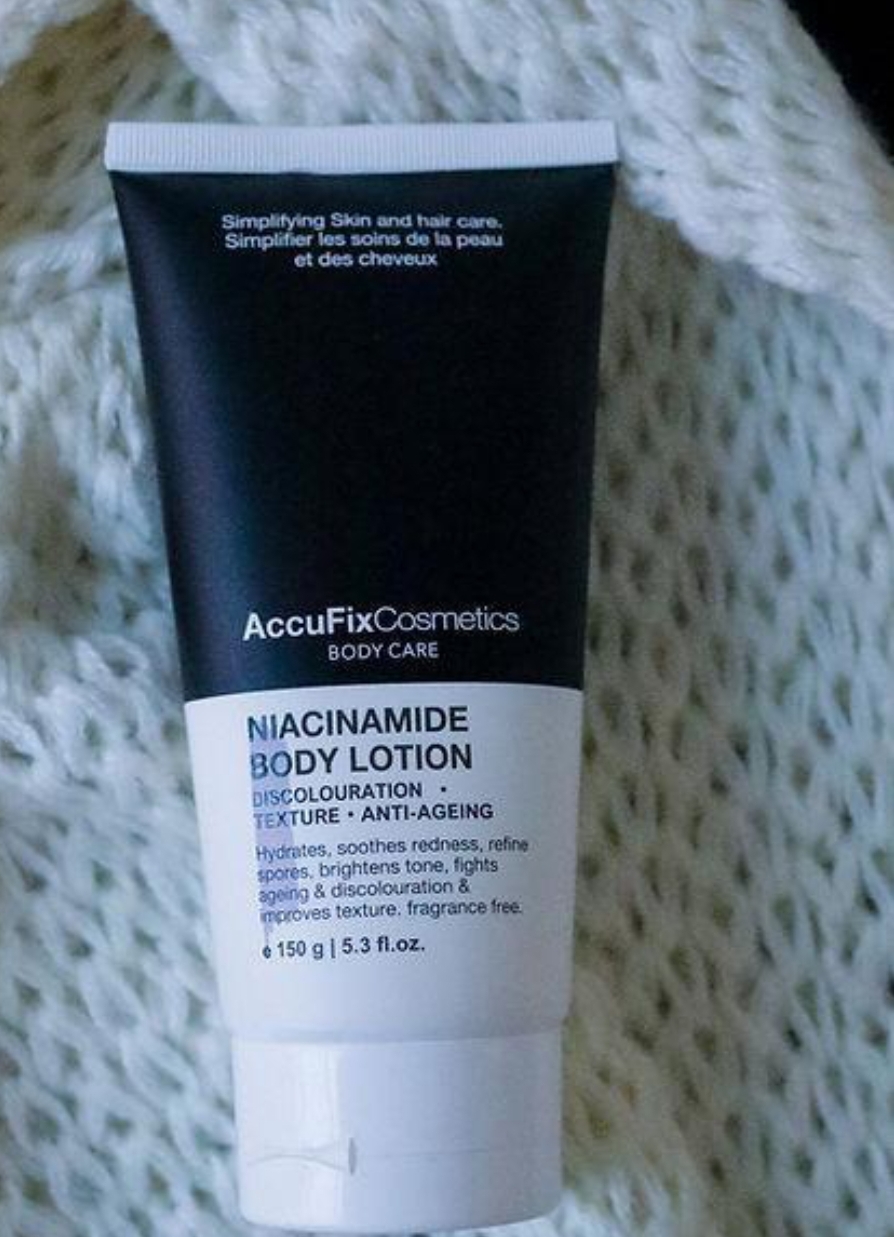 Simplifying Skin and hair care.
Simplifier les soins de la peau
et des cheveux
AccuFixCosmetics
BODY CARE
NIACINAMIDE
BODY LOTION
DISCOLOURATION •
TEXTURE • ANTI-AGEING
Hydrates, soothes redness, refine
spores, brightens tone, fights
ageing & discolouration &
improves texture. fragrance free.
e 150 g | 5.3 fl.oz.